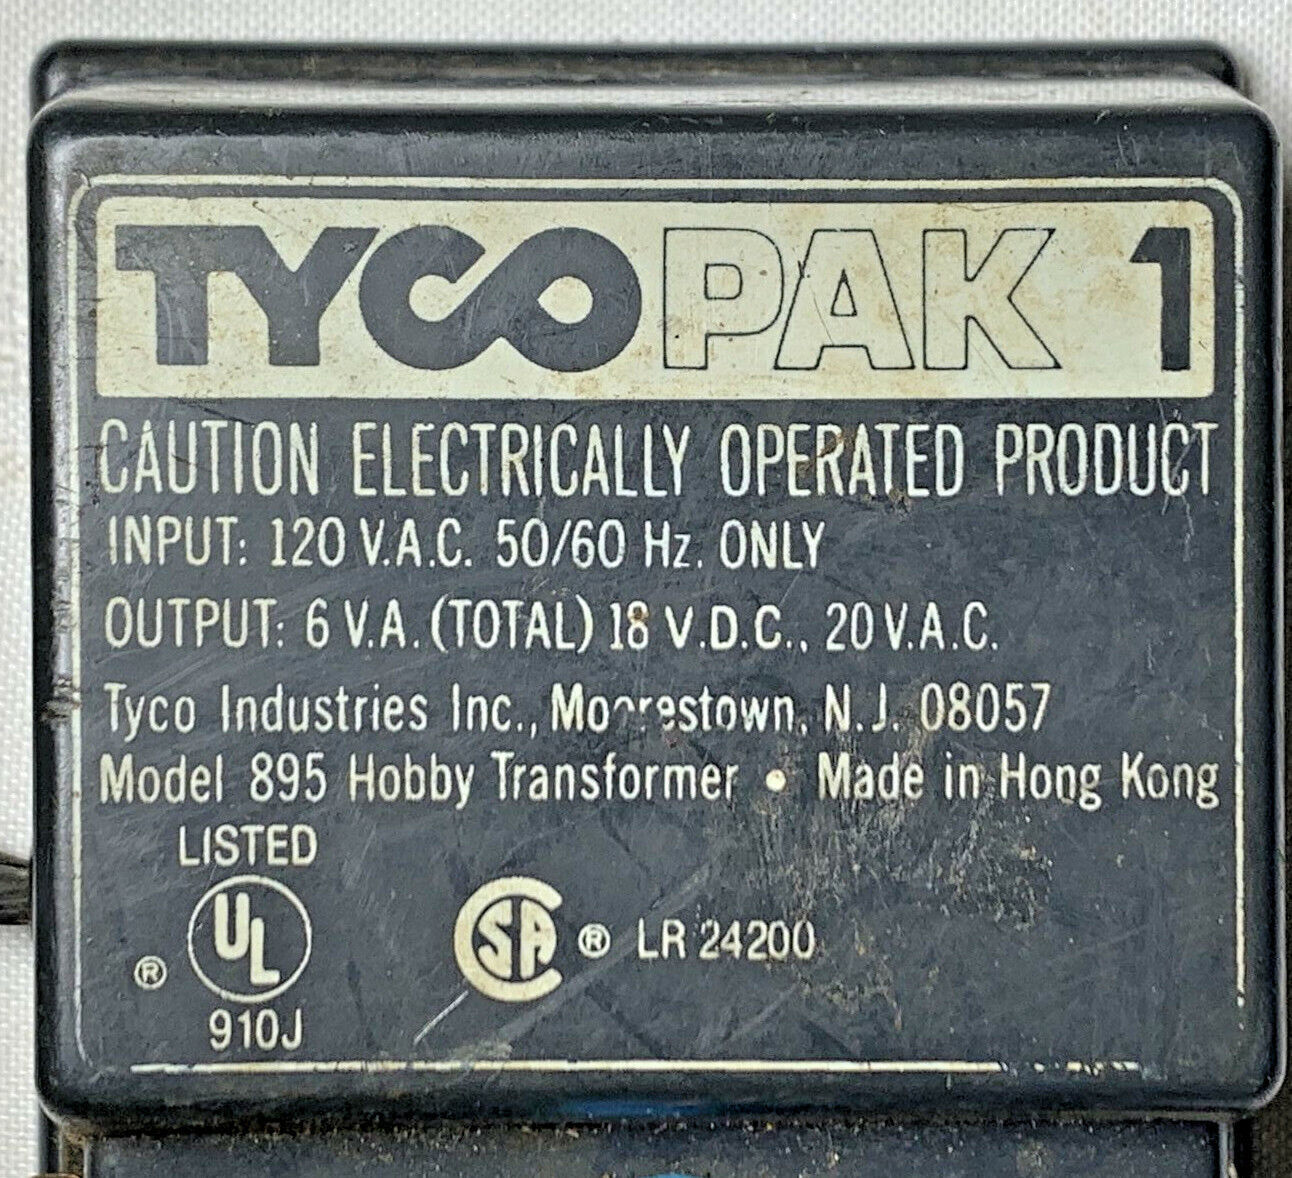 TYCO PAK 1
CAUTION ELECTRICALLY OPERATED PRODUCT
INPUT: 120 V.A.C. 50/60 Hz. ONLY
OUTPUT: 6 V.A. (TOTAL) 18 V.D.C., 20 V.A.C.
Tyco Industries Inc., Moorestown, N.J. 08057
Model 895 Hobby Transformer • Made in Hong Kong
LISTED
® UL SA ® LR 24200
910J